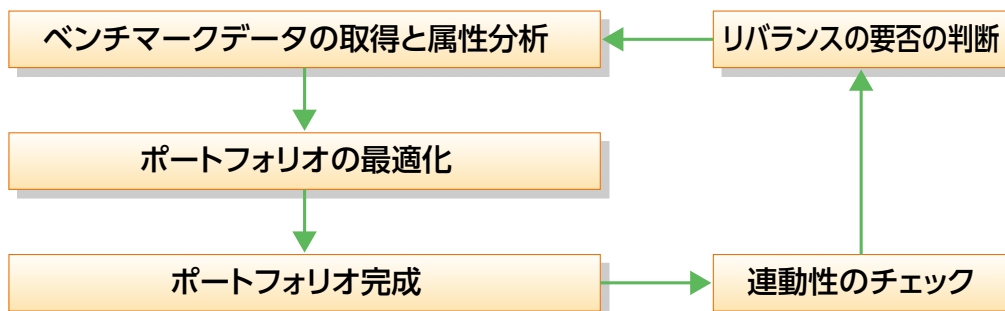 ベンチマークデータの取得と属性分析
リバランスの要否の判断
ポートフォリオの最適化
ポートフォリオ完成
連動性のチェック